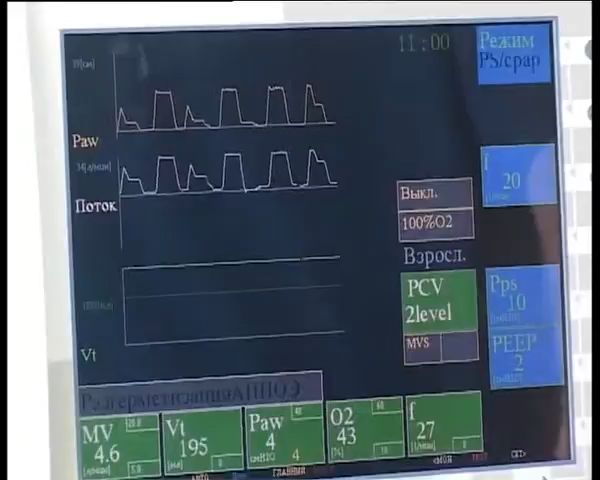 11:00
Режим
PS/cpap
Paw
f
20
Поток
Выкл.
100%O2
Взросл.
PCV
2level
MVS
Pps
10
PEEP
2
Vt
MV
4.6
Vt
195
Paw
4
4
O2
43
[%]
f
27